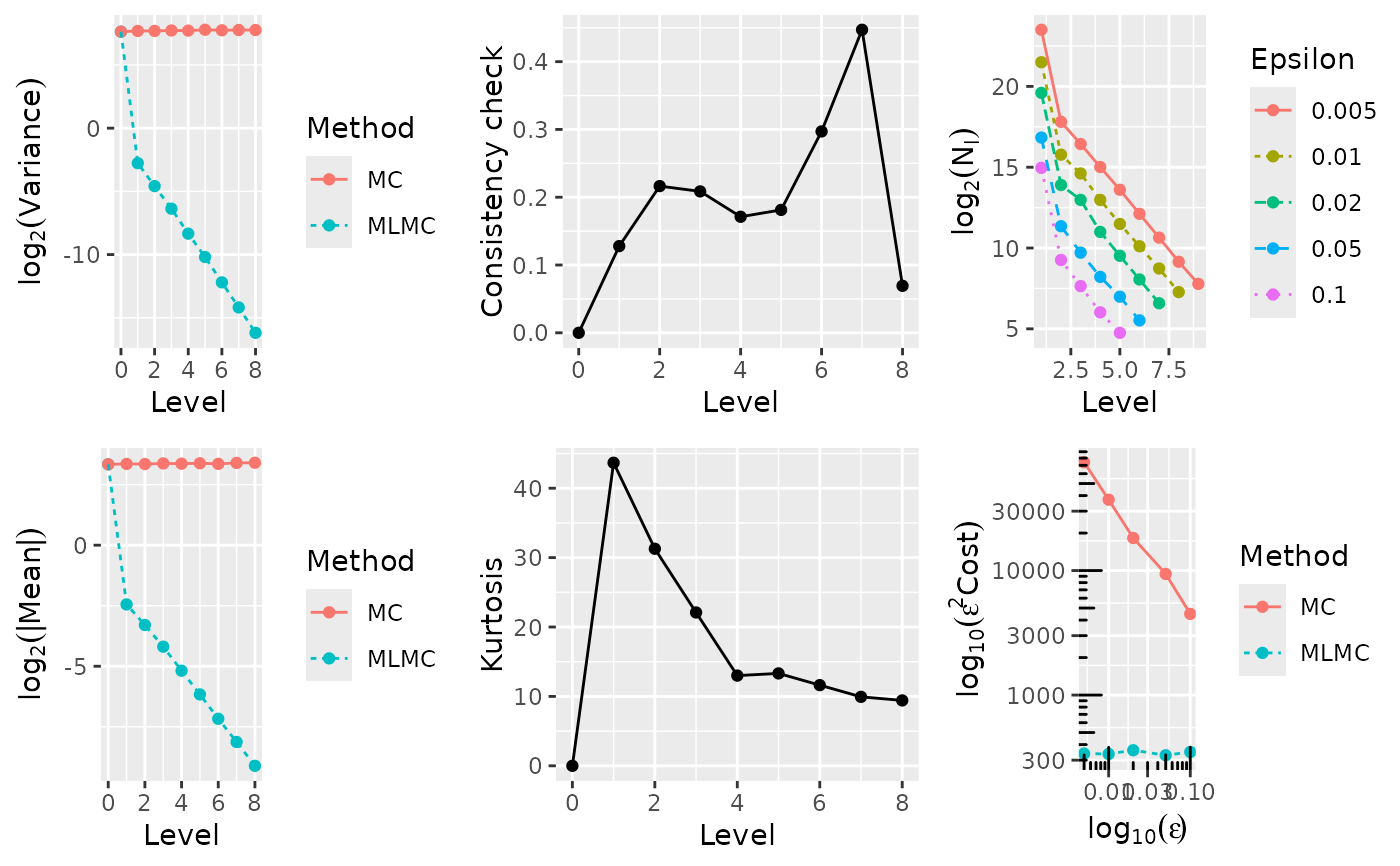 log₂(Variance)
0
-10
0 2 4 6 8
Level
Method
MC
MLMC
Consistency check
0.4
0.3
0.2
0.1
0.0
0 2 4 6 8
Level
log₂(Nₗ)
20
15
10
5
2.5 5.0 7.5
Level
Epsilon
0.005
0.01
0.02
0.05
0.1
log₂(|Mean|)
0
-5
0 2 4 6 8
Level
Method
MC
MLMC
Kurtosis
40
30
20
10
0
0 2 4 6 8
Level
log₁₀(ε²Cost)
30000
10000
3000
1000
300
0.01 0.03 0.10
log₁₀(ε)
Method
MC
MLMC